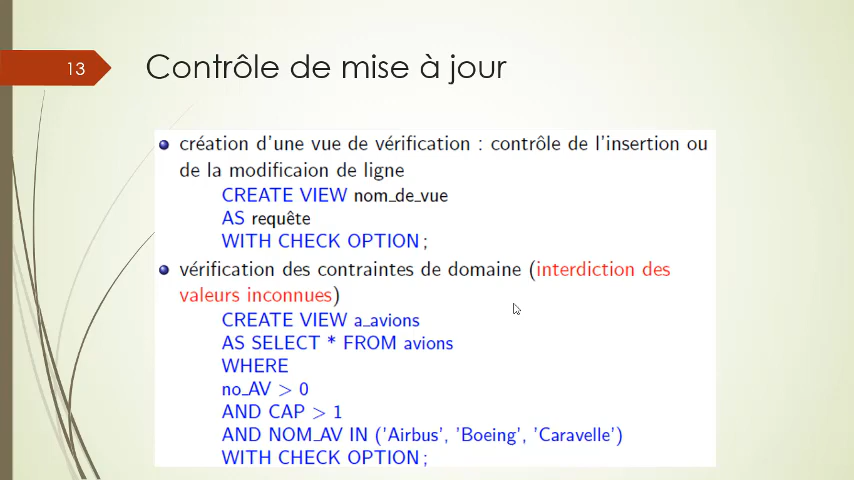 13
Contrôle de mise à jour
création d'une vue de vérification : contrôle de l'insertion ou
de la modificaion de ligne
CREATE VIEW nom_de_vue
AS requête
WITH CHECK OPTION ;
vérification des contraintes de domaine (interdiction des
valeurs inconnues)
CREATE VIEW a_avions
AS SELECT * FROM avions
WHERE
no_AV > 0
AND CAP > 1
AND NOM_AV IN ('Airbus', 'Boeing', 'Caravelle')
WITH CHECK OPTION ;